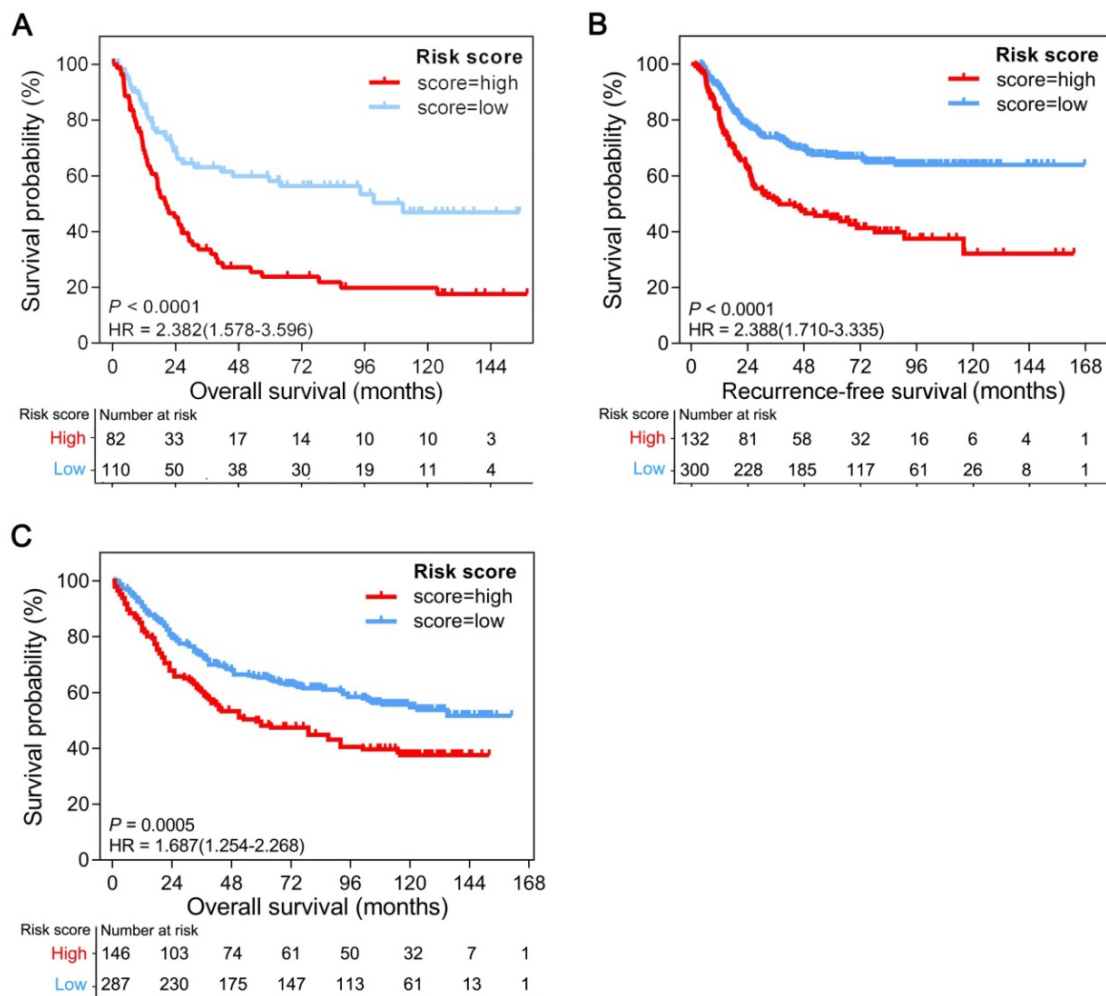 A
Risk score
score=high
score=low
Survival probability (%)
100
80
60
40
20
0
P < 0.0001
HR = 2.382(1.578-3.596)
0 24 48 72 96 120 144
Overall survival (months)
Risk score Number at risk
High 82 33 17 14 10 10 3
Low 110 50 38 30 19 11 4
B
Risk score
score=high
score=low
Survival probability (%)
100
80
60
40
20
0
P < 0.0001
HR = 2.388(1.710-3.335)
0 24 48 72 96 120 144 168
Recurrence-free survival (months)
Risk score Number at risk
High 132 81 58 32 16 6 4 1
Low 300 228 185 117 61 26 8 1
C
Risk score
score=high
score=low
Survival probability (%)
100
80
60
40
20
0
P = 0.0005
HR = 1.687(1.254-2.268)
0 24 48 72 96 120 144 168
Overall survival (months)
Risk score Number at risk
High 146 103 74 61 50 32 7 1
Low 287 230 175 147 113 61 13 1